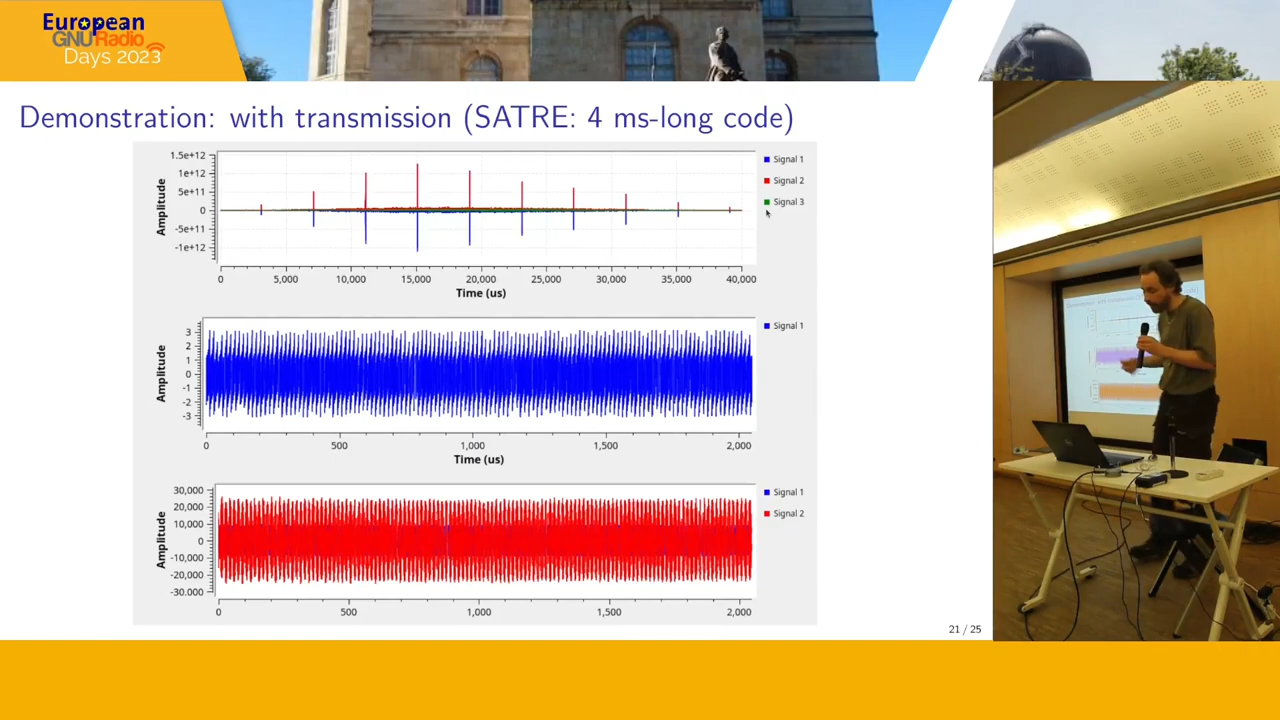 European
GNURadio
Days 2023
Demonstration: with transmission (SATRE: 4 ms-long code)
1.5e+12
1e+12
5e+11
0
-5e+11
-1e+12
Amplitude
0 5,000 10,000 15,000 20,000 25,000 30,000 35,000 40,000
Time (us)
Signal 1
Signal 2
Signal 3
3
2
1
0
-1
-2
-3
Amplitude
0 500 1,000 1,500 2,000
Time (us)
Signal 1
30,000
20,000
10,000
0
-10,000
-20,000
-30.000
Amplitude
0 500 1,000 1,500 2,000
Signal 1
Signal 2
21 / 25